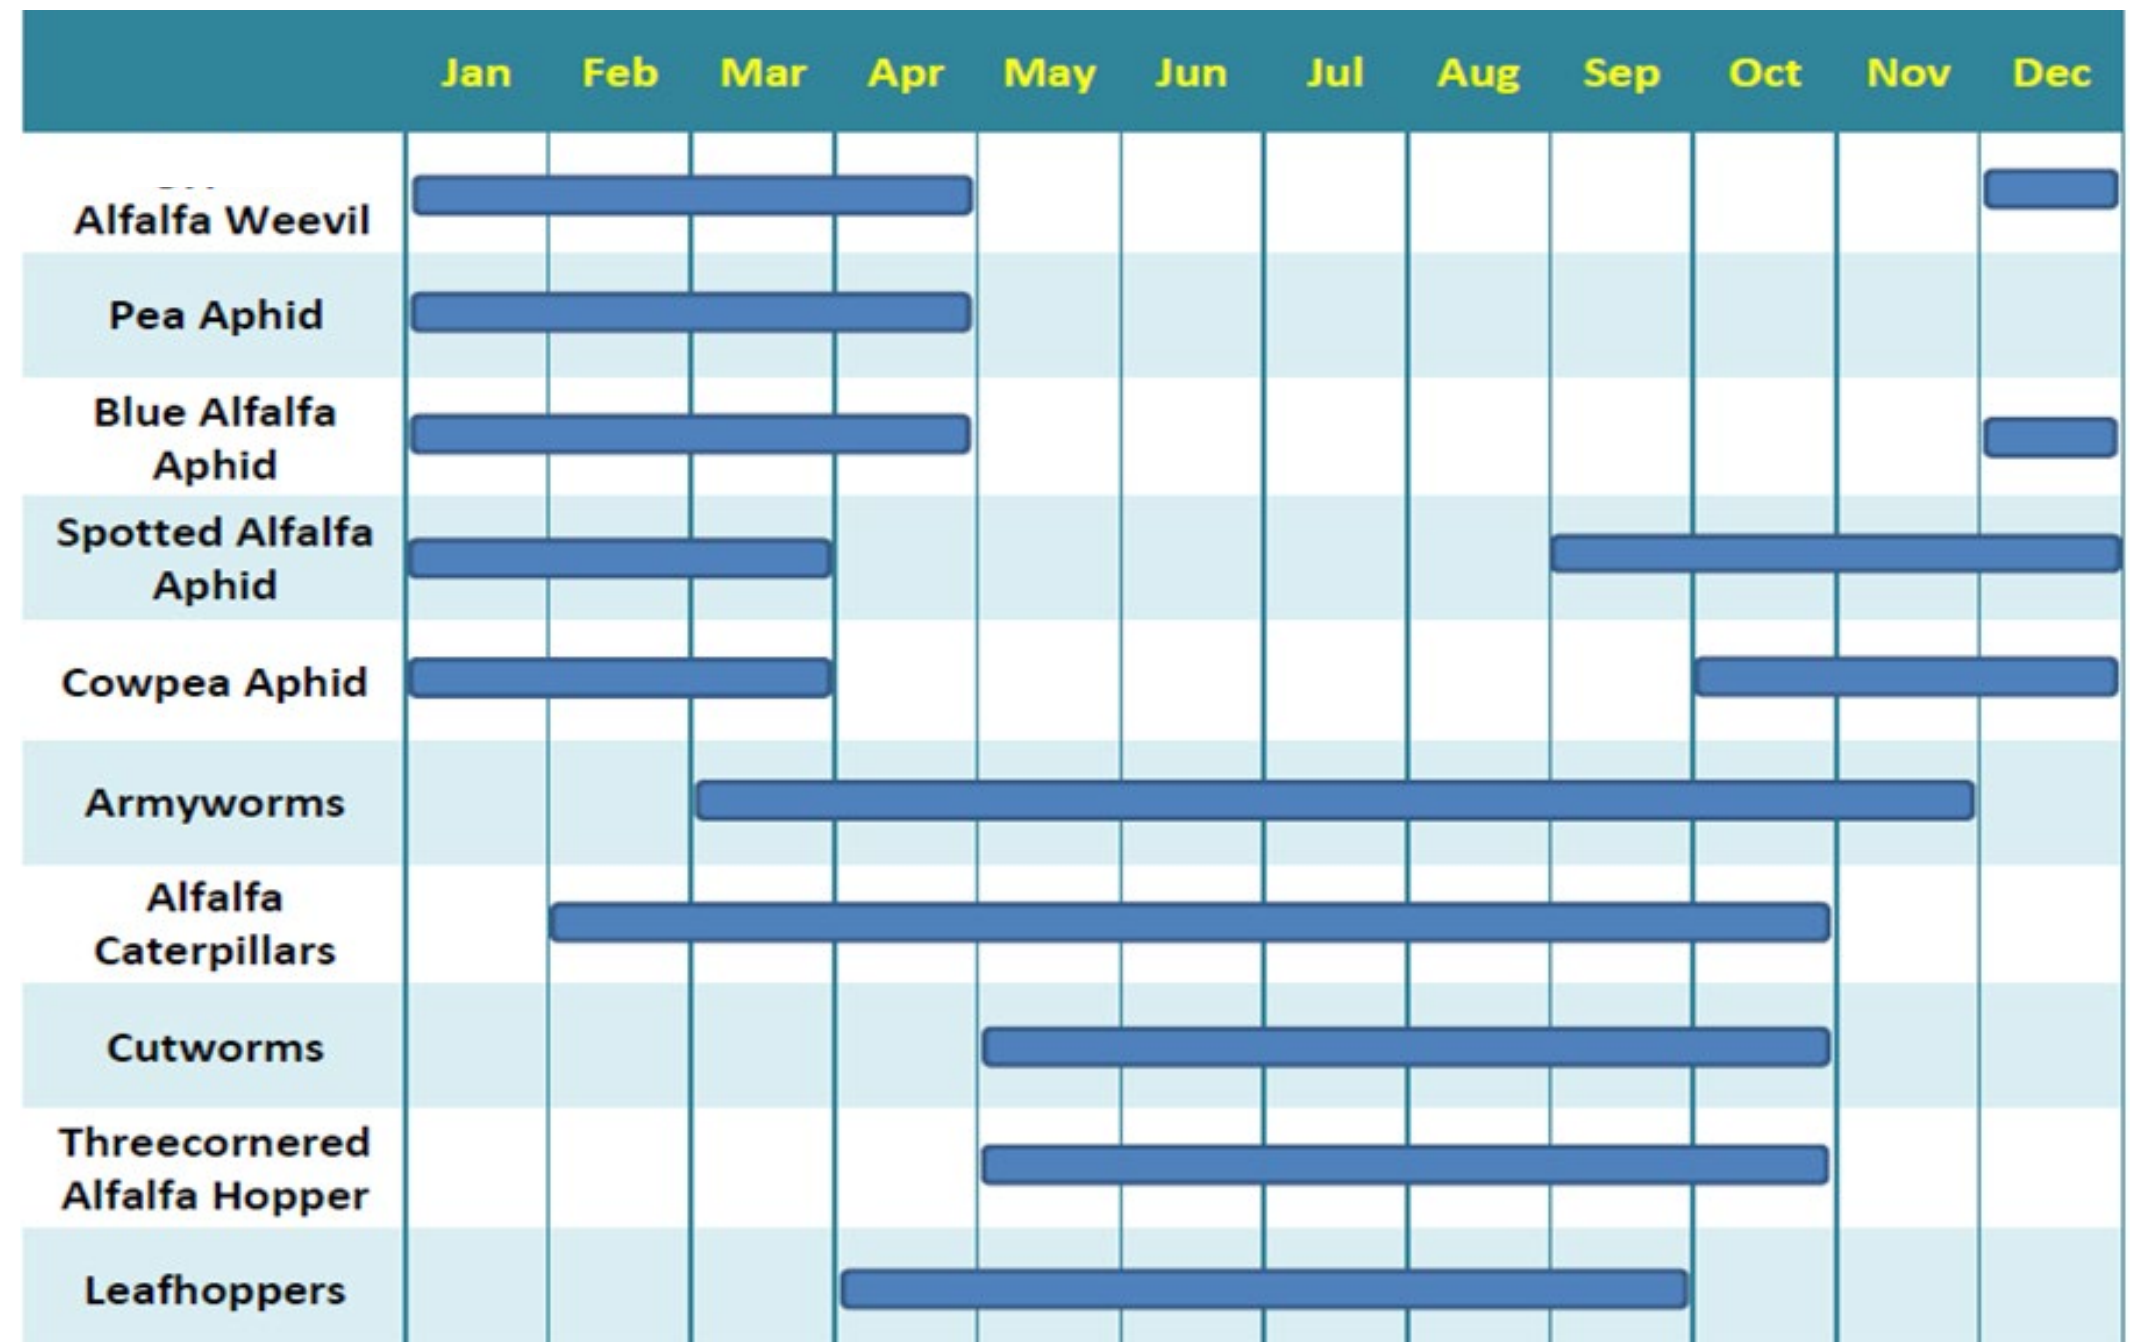 Jan Feb Mar Apr May Jun Jul Aug Sep Oct Nov Dec
Alfalfa Weevil
Pea Aphid
Blue Alfalfa
Aphid
Spotted Alfalfa
Aphid
Cowpea Aphid
Armyworms
Alfalfa
Caterpillars
Cutworms
Threecornered
Alfalfa Hopper
Leafhoppers